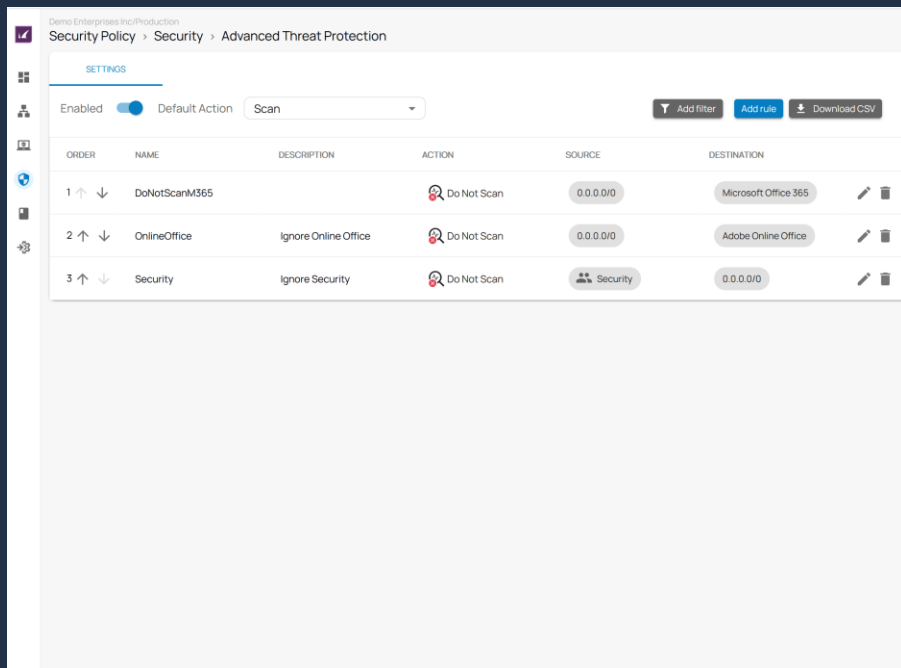 Demo Enterprises Inc/Production
Security Policy > Security > Advanced Threat Protection
SETTINGS
Enabled Default Action Scan Add filter Add rule Download CSV
ORDER NAME DESCRIPTION ACTION SOURCE DESTINATION
1 DoNotScanM365 Do Not Scan 0.0.0.0/0 Microsoft Office 365
2 OnlineOffice Ignore Online Office Do Not Scan 0.0.0.0/0 Adobe Online Office
3 Security Ignore Security Do Not Scan Security 0.0.0.0/0